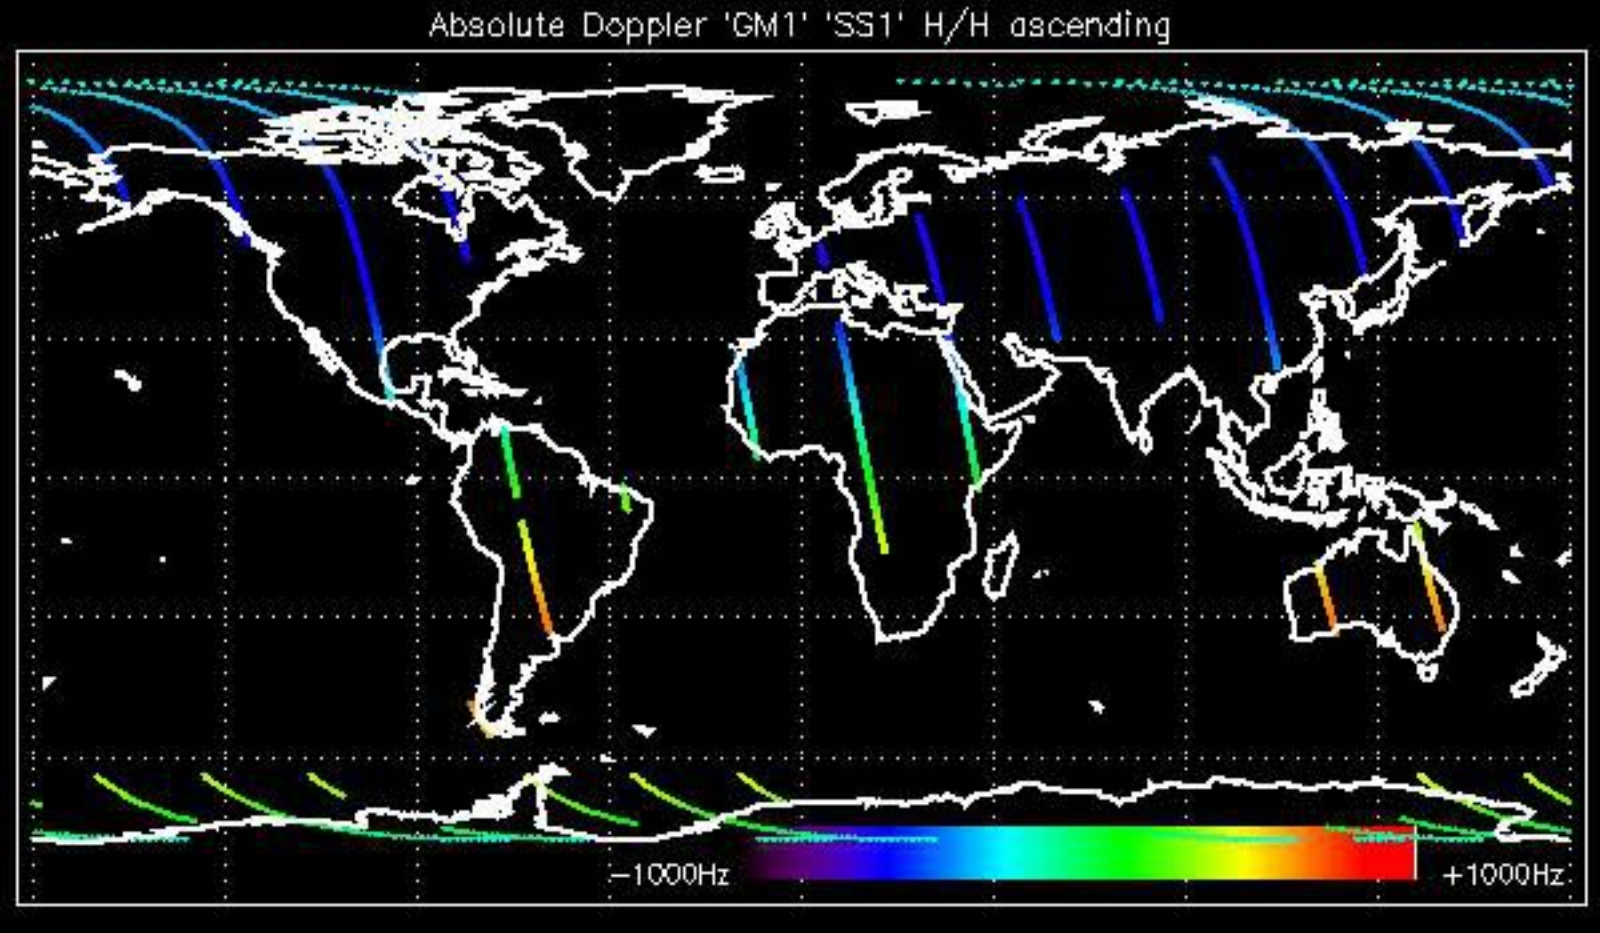 Absolute Doppler 'GM1' 'SS1' H/H ascending
−1000Hz
+1000Hz